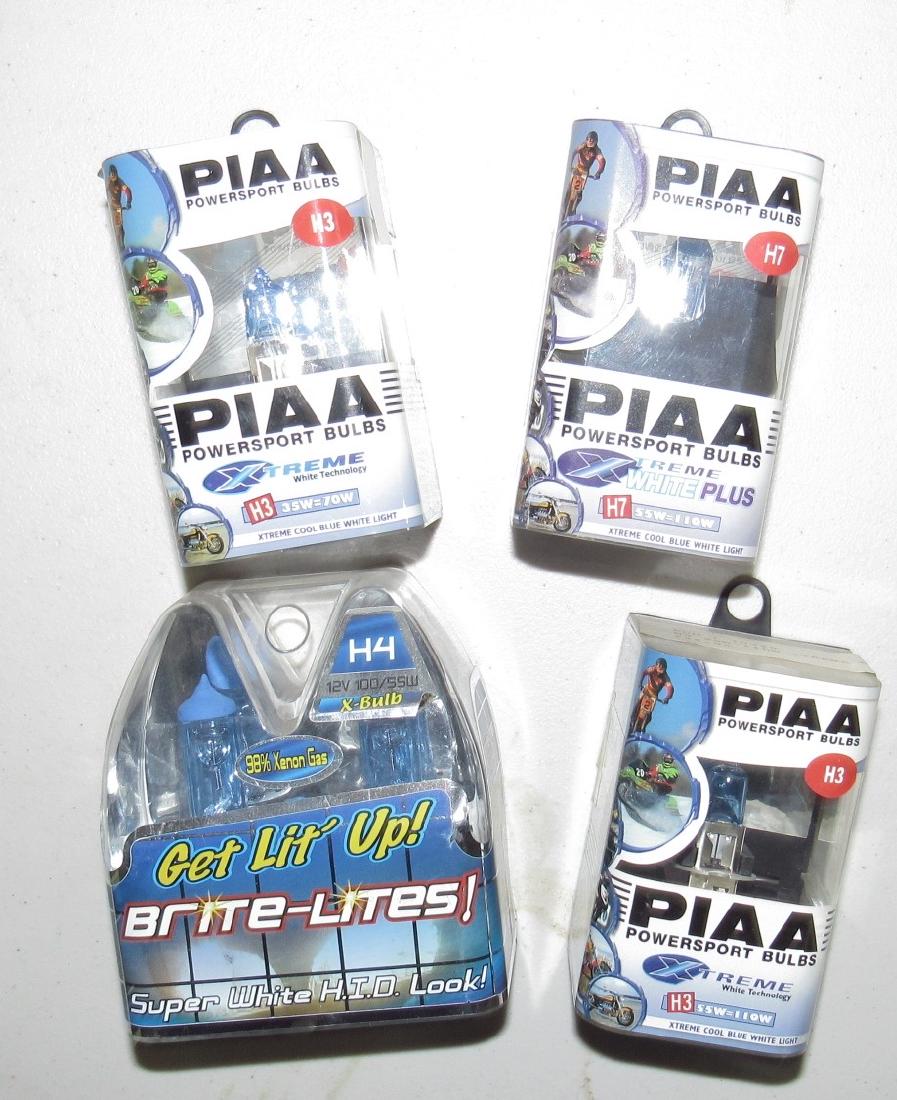 PIAA
POWERSPORT BULBS
H3
PIAA
POWERSPORT BULBS
XTREME
White Technology
H3 35W=70W
XTREME COOL BLUE WHITE LIGHT
PIAA
POWERSPORT BULBS
H7
PIAA
POWERSPORT BULBS
XTREME
WHITE PLUS
H7 55W=110W
XTREME COOL BLUE WHITE LIGHT
H4
12V 100/55W
X-Bulb
98% Xenon Gas
Get Lit' Up!
BRITE-LITES!
Super White H.I.D. Look!
PIAA
POWERSPORT BULBS
H3
20
PIAA
POWERSPORT BULBS
XTREME
White Technology
H3 55W=110W
XTREME COOL BLUE WHITE LIGHT